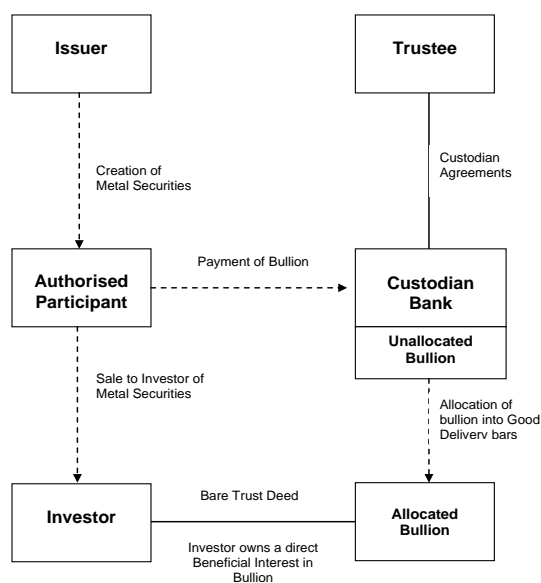 Issuer
Trustee
Creation of
Metal Securities
Custodian
Agreements
Authorised
Participant
Payment of Bullion
Custodian
Bank
Unallocated
Bullion
Sale to Investor of
Metal Securities
Allocation of
bullion into Good
Delivery bars
Investor
Bare Trust Deed
Allocated
Bullion
Investor owns a direct
Beneficial Interest in
Bullion